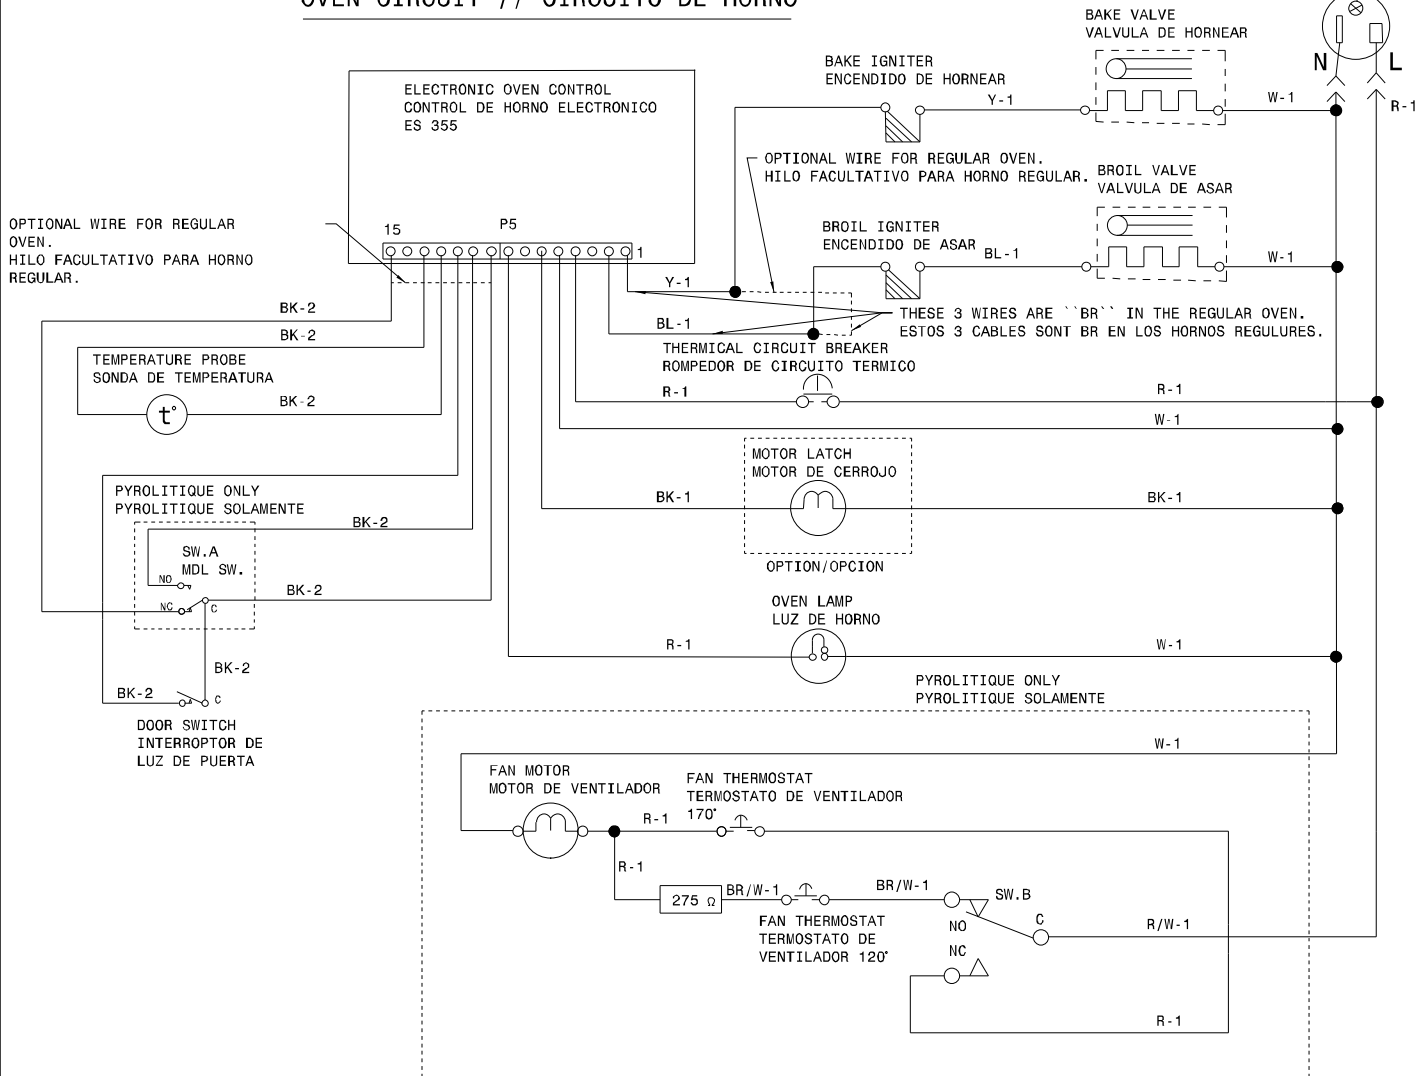 OVEN CIRCUIT // CIRCUITO DE HORNO
BAKE VALVE
VALVULA DE HORNEAR
N
L
BAKE IGNITER
ENCENDIDO DE HORNEAR
ELECTRONIC OVEN CONTROL
CONTROL DE HORNO ELECTRONICO
ES 355
Y-1
W-1
R-1
OPTIONAL WIRE FOR REGULAR OVEN.
HILO FACULTATIVO PARA HORNO REGULAR.
BROIL VALVE
VALVULA DE ASAR
OPTIONAL WIRE FOR REGULAR
OVEN.
HILO FACULTATIVO PARA HORNO
REGULAR.
15
P5
1
BROIL IGNITER
ENCENDIDO DE ASAR
BL-1
W-1
Y-1
BK-2
BL-1
THESE 3 WIRES ARE ``BR`` IN THE REGULAR OVEN.
ESTOS 3 CABLES SONT BR EN LOS HORNOS REGULURES.
BK-2
THERMICAL CIRCUIT BREAKER
ROMPEDOR DE CIRCUITO TERMICO
TEMPERATURE PROBE
SONDA DE TEMPERATURA
t°
BK-2
R-1
R-1
W-1
MOTOR LATCH
MOTOR DE CERROJO
BK-1
BK-1
OPTION/OPCION
PYROLITIQUE ONLY
PYROLITIQUE SOLAMENTE
BK-2
SW.A
MDL SW.
NO
NC
C
BK-2
OVEN LAMP
LUZ DE HORNO
R-1
W-1
BK-2
BK-2
C
DOOR SWITCH
INTERROPTOR DE
LUZ DE PUERTA
PYROLITIQUE ONLY
PYROLITIQUE SOLAMENTE
W-1
FAN MOTOR
MOTOR DE VENTILADOR
FAN THERMOSTAT
TERMOSTATO DE VENTILADOR
170°
R-1
R-1
275 Ω
BR/W-1
BR/W-1
SW.B
FAN THERMOSTAT
TERMOSTATO DE
VENTILADOR 120°
NO
C
R/W-1
NC
R-1